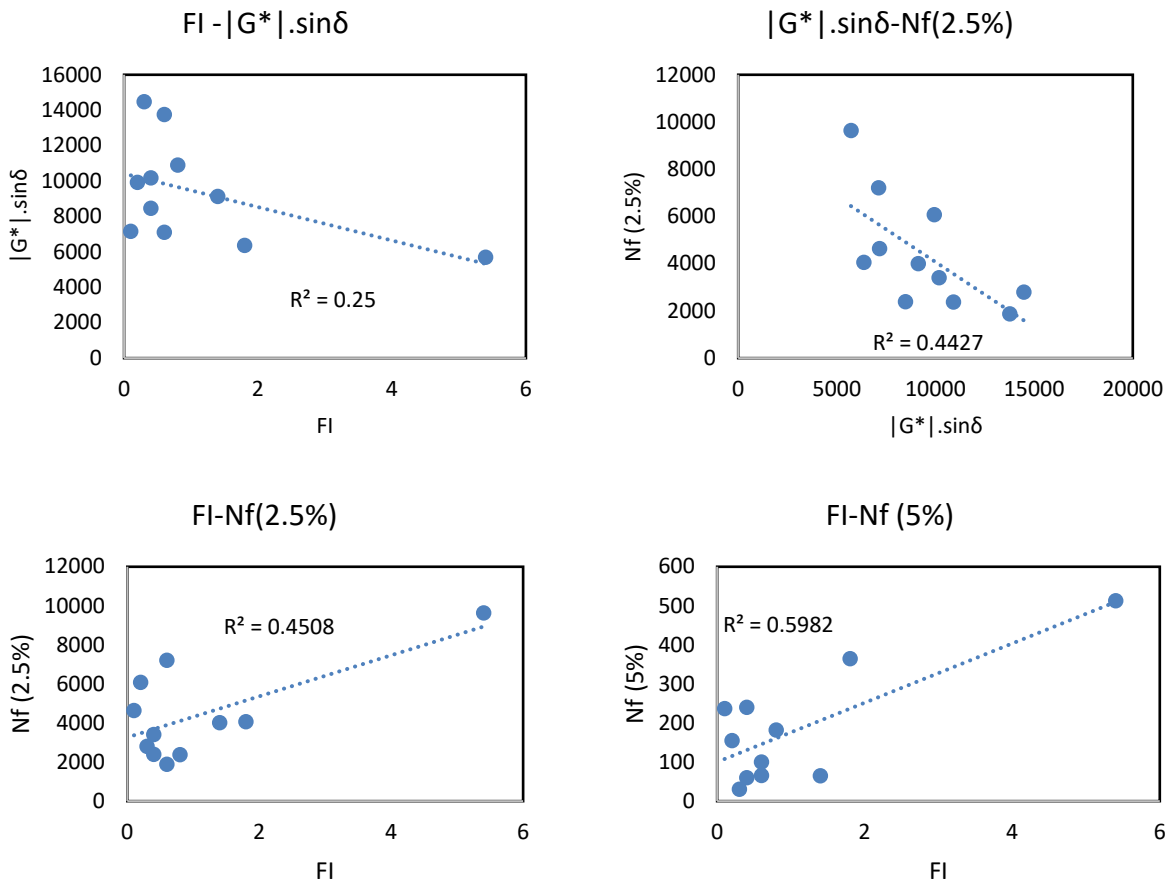 FI -|G*|.sinδ
16000
14000
12000
10000
8000
6000
4000
2000
0
|G*|.sinδ
R² = 0.25
0 2 4 6
FI
|G*|.sinδ-Nf(2.5%)
12000
10000
8000
6000
4000
2000
0
Nf (2.5%)
R² = 0.4427
0 5000 10000 15000 20000
|G*|.sinδ
FI-Nf(2.5%)
12000
10000
8000
6000
4000
2000
0
Nf (2.5%)
R² = 0.4508
0 2 4 6
FI
FI-Nf (5%)
600
500
400
300
200
100
0
Nf (5%)
R² = 0.5982
0 2 4 6
FI